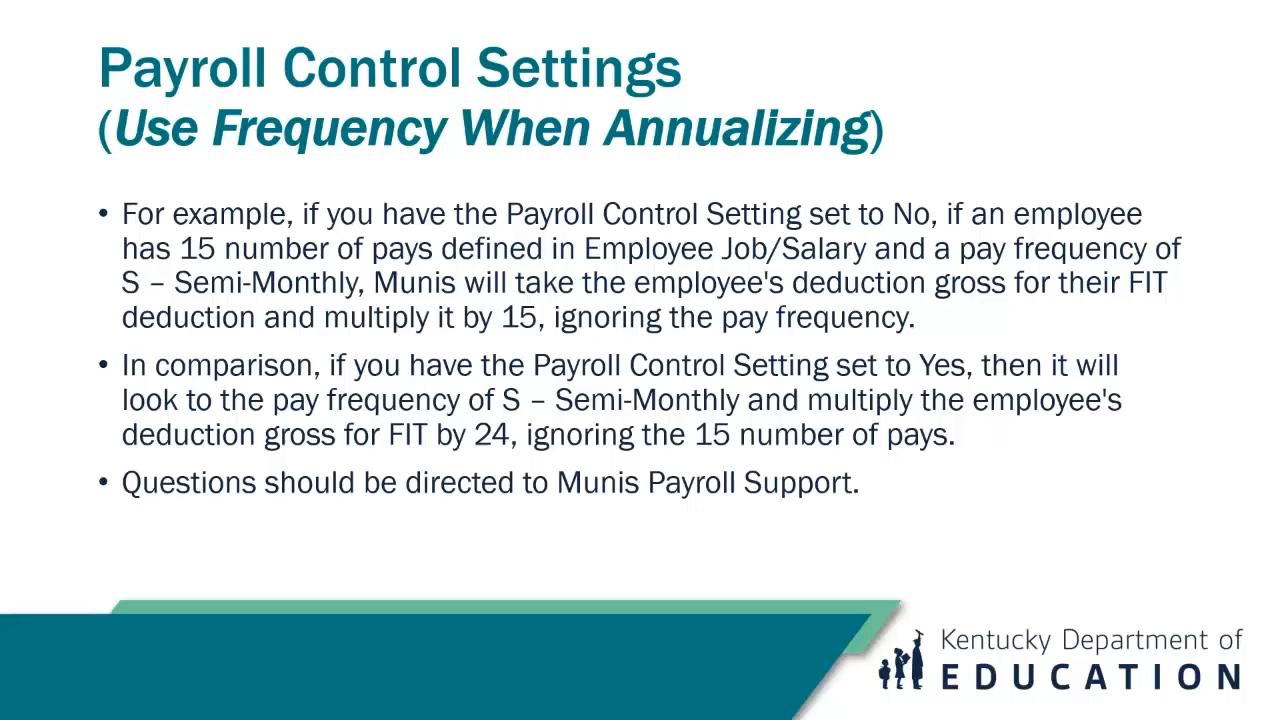 Payroll Control Settings
(Use Frequency When Annualizing)
• For example, if you have the Payroll Control Setting set to No, if an employee
has 15 number of pays defined in Employee Job/Salary and a pay frequency of
S – Semi-Monthly, Munis will take the employee's deduction gross for their FIT
deduction and multiply it by 15, ignoring the pay frequency.
• In comparison, if you have the Payroll Control Setting set to Yes, then it will
look to the pay frequency of S – Semi-Monthly and multiply the employee's
deduction gross for FIT by 24, ignoring the 15 number of pays.
• Questions should be directed to Munis Payroll Support.
Kentucky Department of
EDUCATION